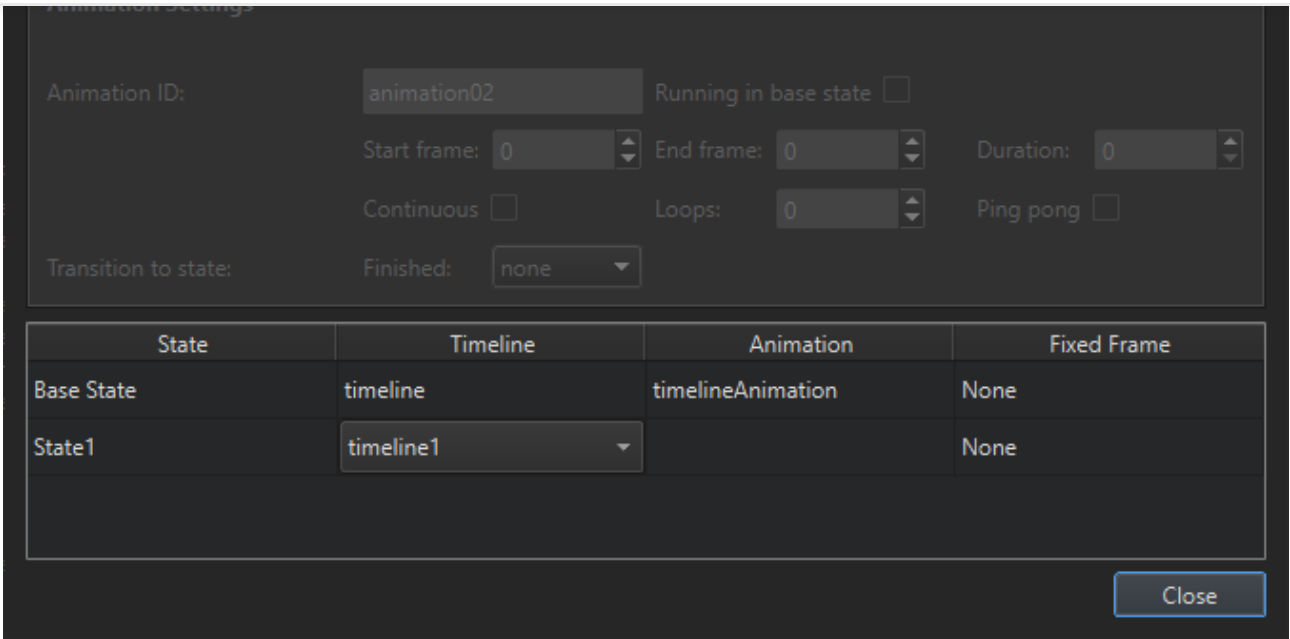 Animation Settings
Animation ID: animation02 Running in base state
Start frame: 0 End frame: 0 Duration: 0
Continuous Loops: 0 Ping pong
Transition to state: Finished: none
State Timeline Animation Fixed Frame
Base State timeline timelineAnimation None
State1 timeline1 None
Close